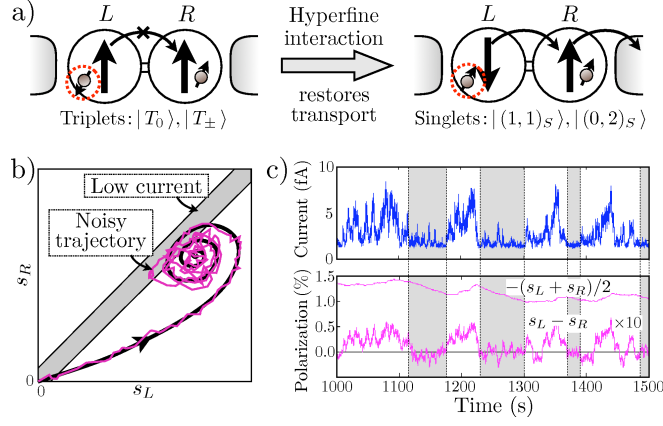 a)
L
R
Hyperfine
interaction
restores
transport
L
R
Triplets: | T₀ ⟩, | T± ⟩
Singlets: | (1, 1)S ⟩, | (0, 2)S ⟩
b)
Low current
Noisy
trajectory
sR
0
0
sL
c)
Current (fA)
10
5
0
Polarization (%)
1.5
1.0
0.5
0.0
−(sL + sR)/2
sL − sR ×10
1000
1100
1200
1300
1400
1500
Time (s)